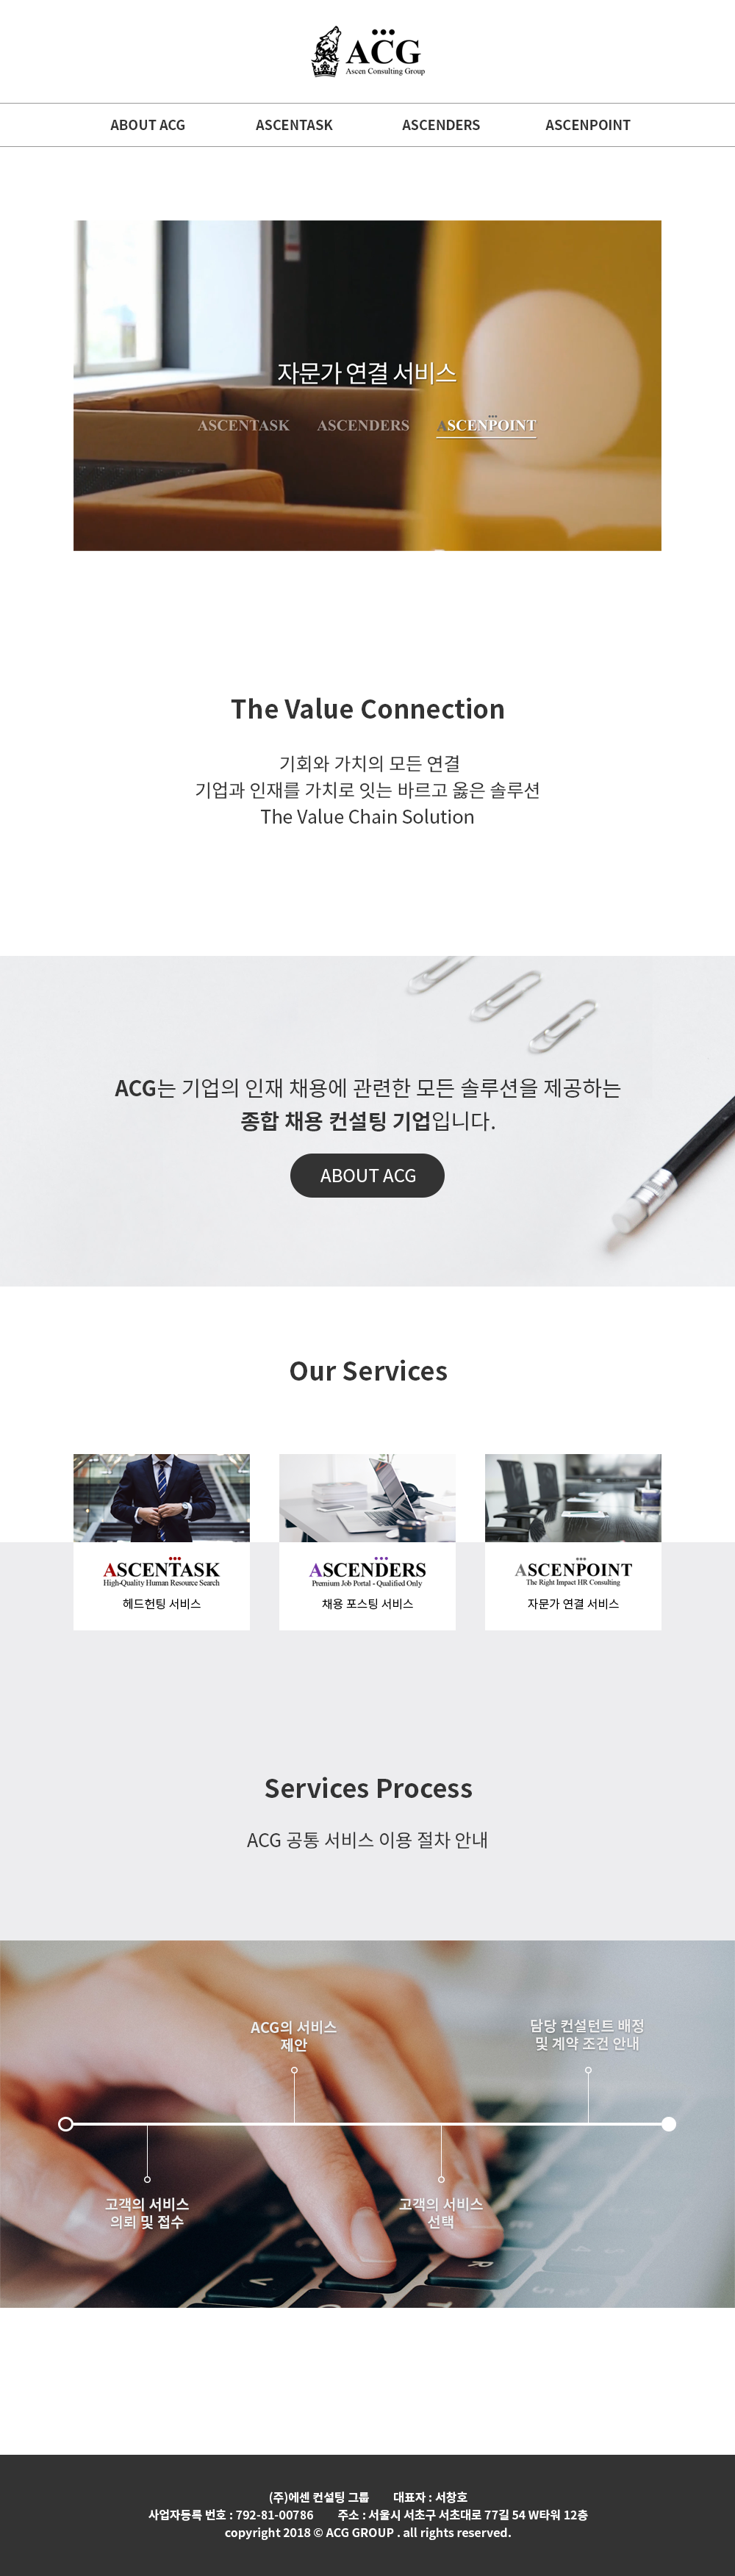 ACG
Ascen Consulting Group
ABOUT ACG
ASCENTASK
ASCENDERS
ASCENPOINT
자문가 연결 서비스
ASCENTASK
ASCENDERS
ASCENPOINT
The Value Connection
기회와 가치의 모든 연결
기업과 인재를 가치로 잇는 바르고 옳은 솔루션
The Value Chain Solution
ACG는 기업의 인재 채용에 관련한 모든 솔루션을 제공하는
종합 채용 컨설팅 기업입니다.
ABOUT ACG
Our Services
ASCENTASK
High-Quality Human Resource Search
헤드헌팅 서비스
ASCENDERS
Premium Job Portal - Qualified Only
채용 포스팅 서비스
ASCENPOINT
The Right Impact HR Consulting
자문가 연결 서비스
Services Process
ACG 공통 서비스 이용 절차 안내
고객의 서비스
의뢰 및 접수
ACG의 서비스
제안
고객의 서비스
선택
담당 컨설턴트 배정
및 계약 조건 안내
(주)에센 컨설팅 그룹 대표자 : 서창호
사업자등록 번호 : 792-81-00786 주소 : 서울시 서초구 서초대로 77길 54 W타워 12층
copyright 2018 © ACG GROUP . all rights reserved.